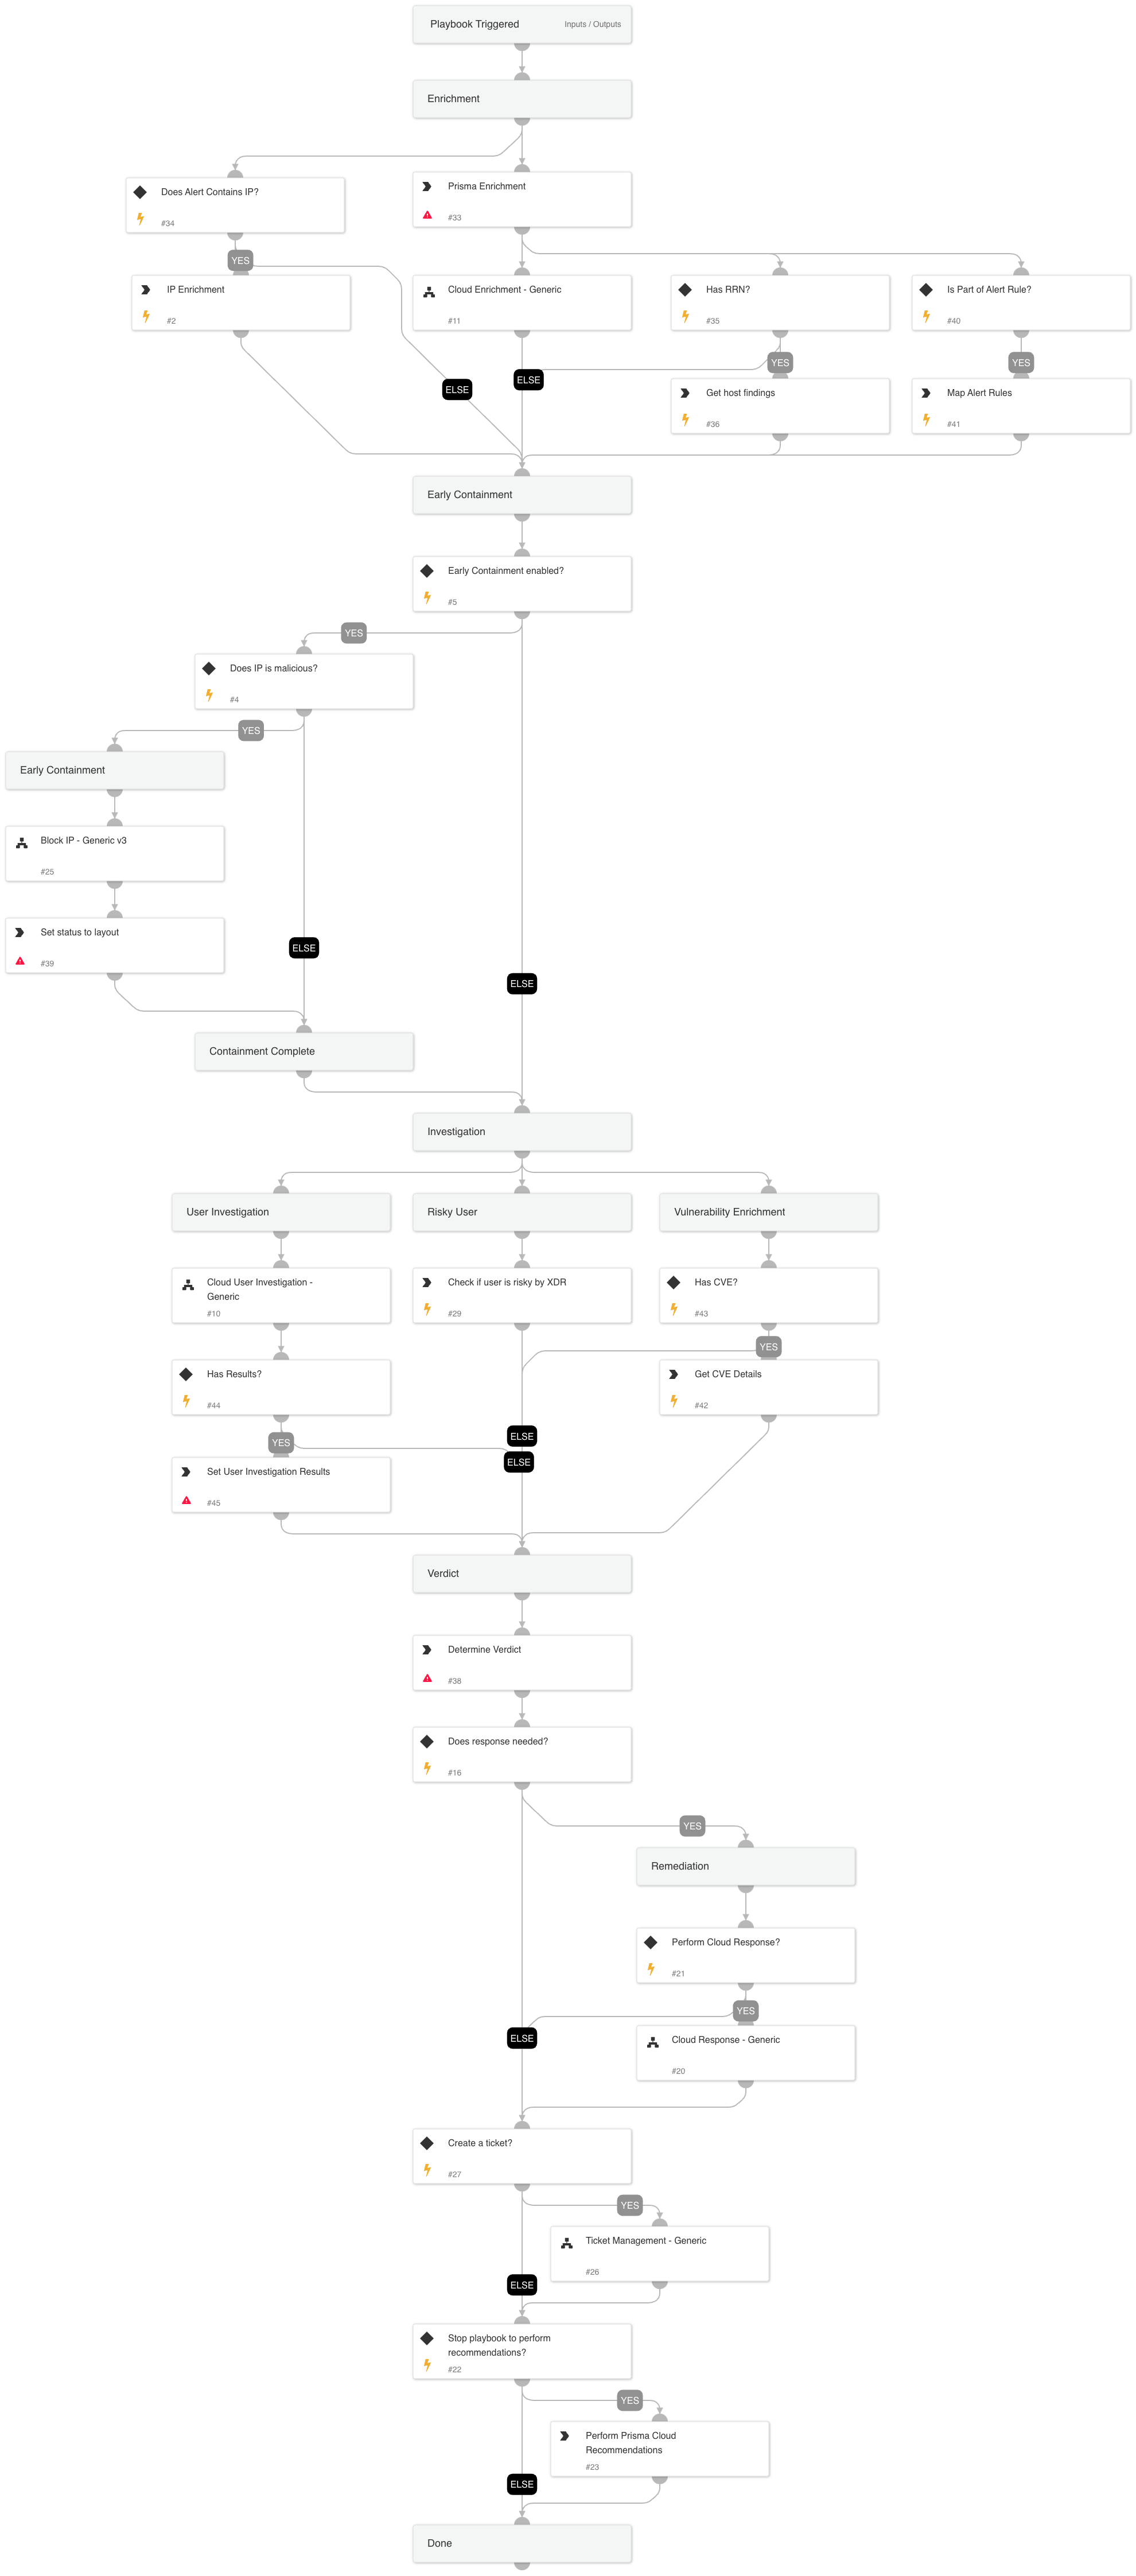 Playbook Triggered
Inputs / Outputs
Enrichment
Does Alert Contains IP?
#34
Prisma Enrichment
#33
YES
IP Enrichment
#2
Cloud Enrichment - Generic
#11
Has RRN?
#35
Is Part of Alert Rule?
#40
ELSE
ELSE
YES
YES
Get host findings
#36
Map Alert Rules
#41
Early Containment
Early Containment enabled?
#5
YES
Does IP is malicious?
#4
YES
Early Containment
Block IP - Generic v3
#25
Set status to layout
#39
ELSE
ELSE
Containment Complete
Investigation
User Investigation
Risky User
Vulnerability Enrichment
Cloud User Investigation -
Generic
#10
Check if user is risky by XDR
#29
Has CVE?
#43
YES
Has Results?
#44
Get CVE Details
#42
YES
ELSE
ELSE
Set User Investigation Results
#45
Verdict
Determine Verdict
#38
Does response needed?
#16
YES
Remediation
Perform Cloud Response?
#21
YES
ELSE
Cloud Response - Generic
#20
Create a ticket?
#27
YES
Ticket Management - Generic
#26
ELSE
Stop playbook to perform
recommendations?
#22
YES
Perform Prisma Cloud
Recommendations
#23
ELSE
Done